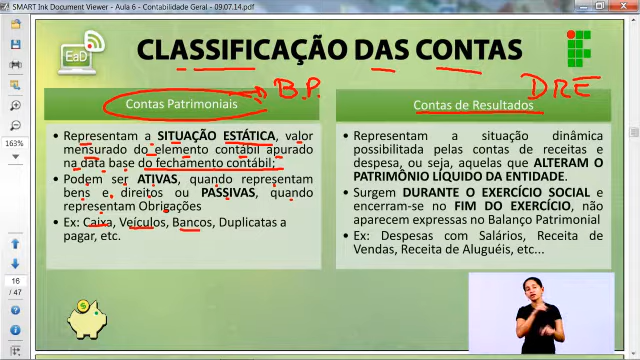 SMART Ink Document Viewer - Aula 6 - Contabilidade Geral - 09.07.14.pdf
EaD
CLASSIFICAÇÃO DAS CONTAS
B.P.
DRE
Contas Patrimoniais
Representam a SITUAÇÃO ESTÁTICA, valor
mensurado do elemento contábil apurado
na data base do fechamento contábil;
Podem ser ATIVAS, quando representam
bens e direitos ou PASSIVAS, quando
representam Obrigações
Ex: Caixa, Veículos, Bancos, Duplicatas a
pagar, etc.
Contas de Resultados
Representam a situação dinâmica
possibilitada pelas contas de receitas e
despesa, ou seja, aquelas que ALTERAM O
PATRIMÔNIO LÍQUIDO DA ENTIDADE.
Surgem DURANTE O EXERCÍCIO SOCIAL e
encerram-se no FIM DO EXERCÍCIO, não
aparecem expressas no Balanço Patrimonial
Ex: Despesas com Salários, Receita de
Vendas, Receita de Aluguéis, etc...
163%
16
/ 47
$